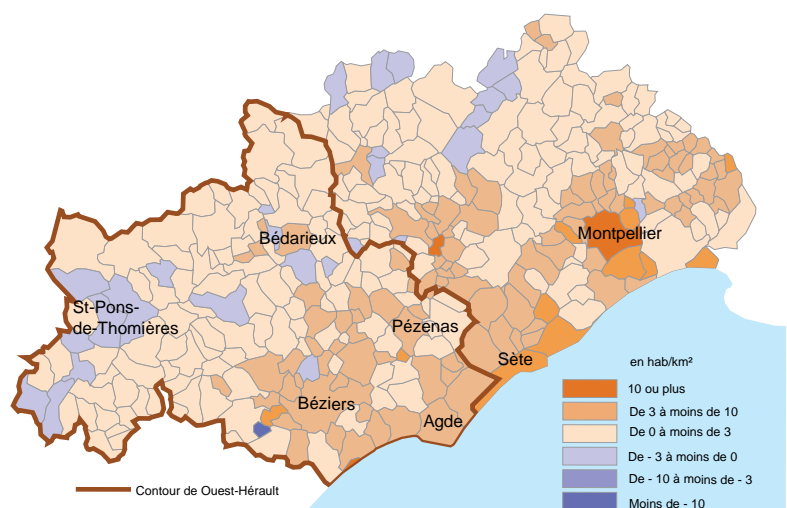 Montpellier
Bédarieux
St-Pons-
de-Thomières
Pézenas
Sète
Béziers
Agde
en hab/km²
10 ou plus
De 3 à moins de 10
De 0 à moins de 3
De - 3 à moins de 0
De - 10 à moins de - 3
Moins de - 10
Contour de Ouest-Hérault